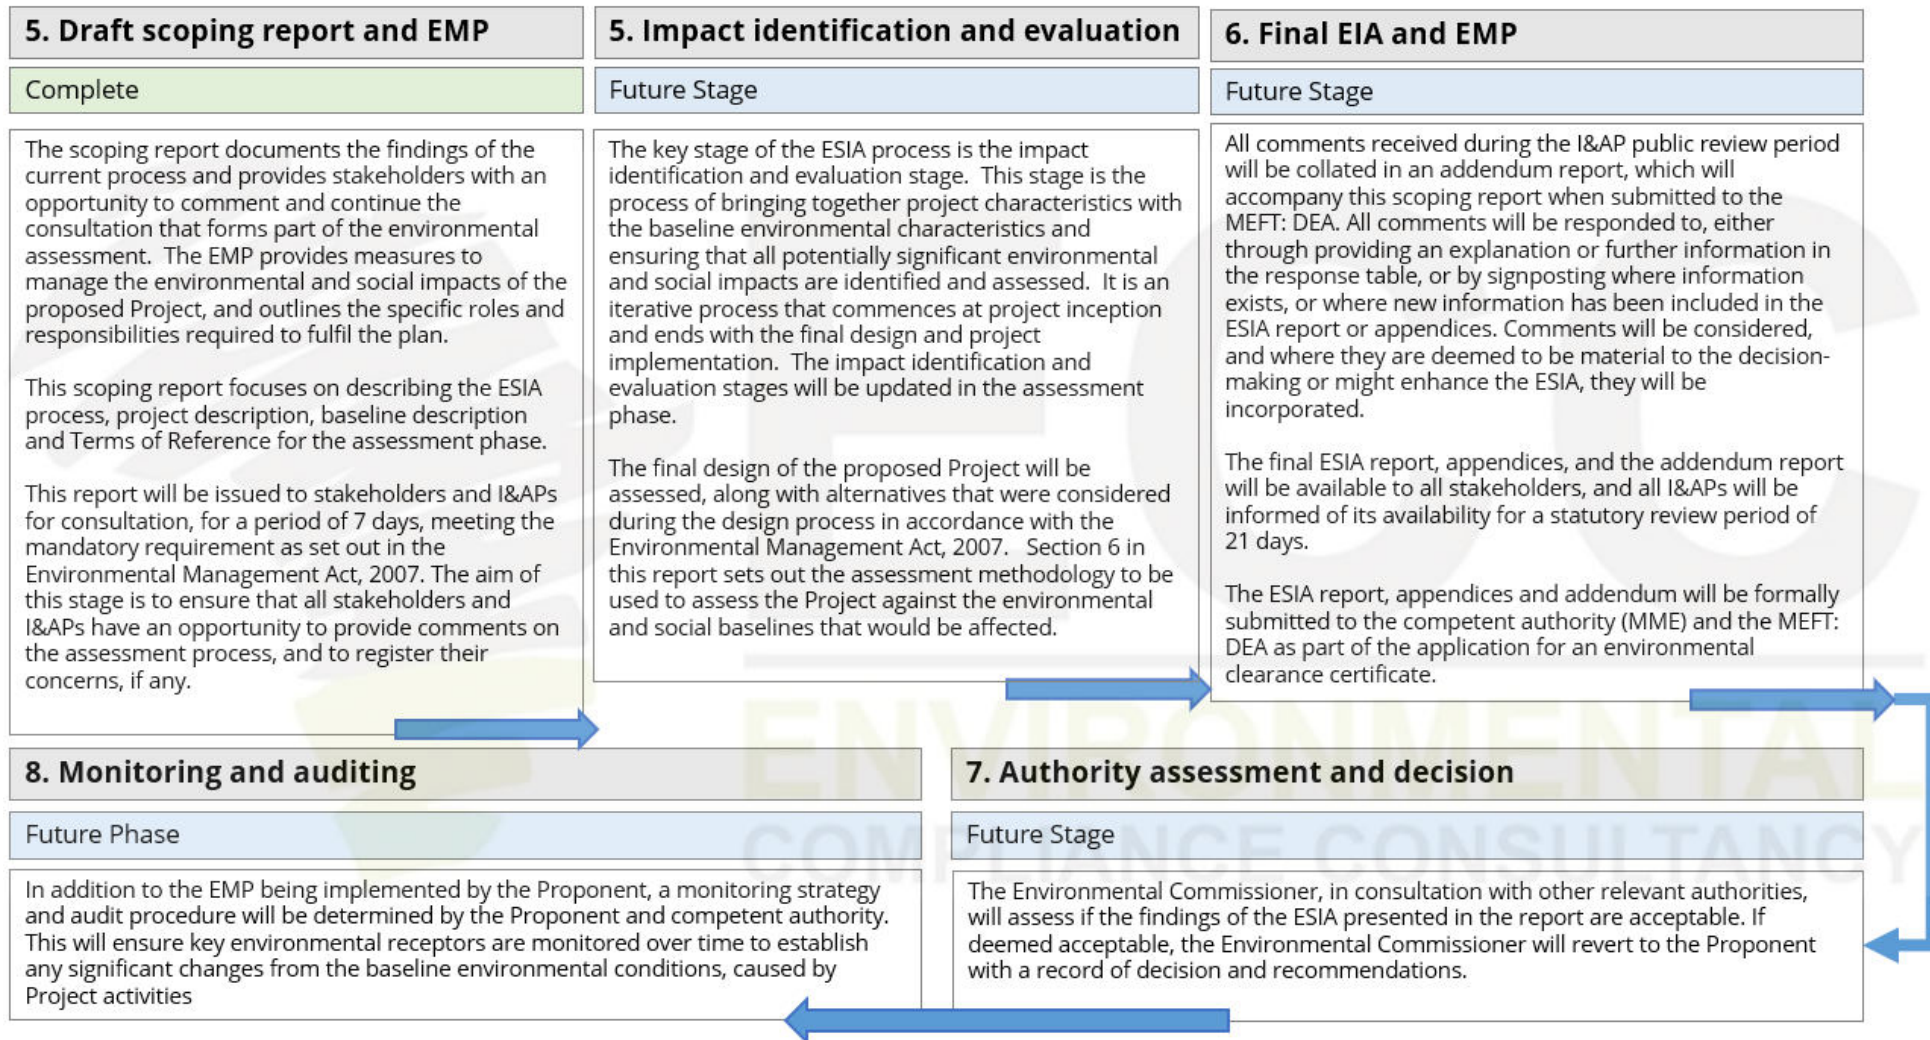 5. Draft scoping report and EMP
Complete
The scoping report documents the findings of the
current process and provides stakeholders with an
opportunity to comment and continue the
consultation that forms part of the environmental
assessment. The EMP provides measures to
manage the environmental and social impacts of the
proposed Project, and outlines the specific roles and
responsibilities required to fulfil the plan.
This scoping report focuses on describing the ESIA
process, project description, baseline description
and Terms of Reference for the assessment phase.
This report will be issued to stakeholders and I&APs
for consultation, for a period of 7 days, meeting the
mandatory requirement as set out in the
Environmental Management Act, 2007. The aim of
this stage is to ensure that all stakeholders and
I&APs have an opportunity to provide comments on
the assessment process, and to register their
concerns, if any.
5. Impact identification and evaluation
Future Stage
The key stage of the ESIA process is the impact
identification and evaluation stage. This stage is the
process of bringing together project characteristics with
the baseline environmental characteristics and
ensuring that all potentially significant environmental
and social impacts are identified and assessed. It is an
iterative process that commences at project inception
and ends with the final design and project
implementation. The impact identification and
evaluation stages will be updated in the assessment
phase.
The final design of the proposed Project will be
assessed, along with alternatives that were considered
during the design process in accordance with the
Environmental Management Act, 2007. Section 6 in
this report sets out the assessment methodology to be
used to assess the Project against the environmental
and social baselines that would be affected.
6. Final EIA and EMP
Future Stage
All comments received during the I&AP public review period
will be collated in an addendum report, which will
accompany this scoping report when submitted to the
MEFT: DEA. All comments will be responded to, either
through providing an explanation or further information in
the response table, or by signposting where information
exists, or where new information has been included in the
ESIA report or appendices. Comments will be considered,
and where they are deemed to be material to the decision-
making or might enhance the ESIA, they will be
incorporated.
The final ESIA report, appendices, and the addendum report
will be available to all stakeholders, and all I&APs will be
informed of its availability for a statutory review period of
21 days.
The ESIA report, appendices and addendum will be formally
submitted to the competent authority (MME) and the MEFT:
DEA as part of the application for an environmental
clearance certificate.
8. Monitoring and auditing
Future Phase
In addition to the EMP being implemented by the Proponent, a monitoring strategy
and audit procedure will be determined by the Proponent and competent authority.
This will ensure key environmental receptors are monitored over time to establish
any significant changes from the baseline environmental conditions, caused by
Project activities
7. Authority assessment and decision
Future Stage
The Environmental Commissioner, in consultation with other relevant authorities,
will assess if the findings of the ESIA presented in the report are acceptable. If
deemed acceptable, the Environmental Commissioner will revert to the Proponent
with a record of decision and recommendations.
ECC
ENVIRONMENTAL
COMPLIANCE CONSULTANCY